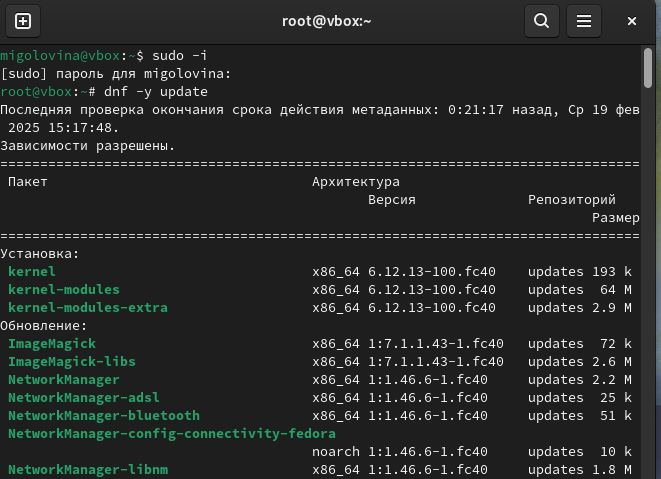 root@vbox:~
migolovina@vbox:~$ sudo -i
[sudo] пароль для migolovina:
root@vbox:~# dnf -y update
Последняя проверка окончания срока действия метаданных: 0:21:17 назад, Ср 19 фев
2025 15:17:48.
Зависимости разрешены.
================================================================================
Пакет Архитектура
Версия Репозиторий
Размер
================================================================================
Установка:
kernel x86_64 6.12.13-100.fc40 updates 193 k
kernel-modules x86_64 6.12.13-100.fc40 updates 64 M
kernel-modules-extra x86_64 6.12.13-100.fc40 updates 2.9 M
Обновление:
ImageMagick x86_64 1:7.1.1.43-1.fc40 updates 72 k
ImageMagick-libs x86_64 1:7.1.1.43-1.fc40 updates 2.6 M
NetworkManager x86_64 1:1.46.6-1.fc40 updates 2.2 M
NetworkManager-adsl x86_64 1:1.46.6-1.fc40 updates 25 k
NetworkManager-bluetooth x86_64 1:1.46.6-1.fc40 updates 51 k
NetworkManager-config-connectivity-fedora
noarch 1:1.46.6-1.fc40 updates 10 k
NetworkManager-libnm x86_64 1:1.46.6-1.fc40 updates 1.8 M